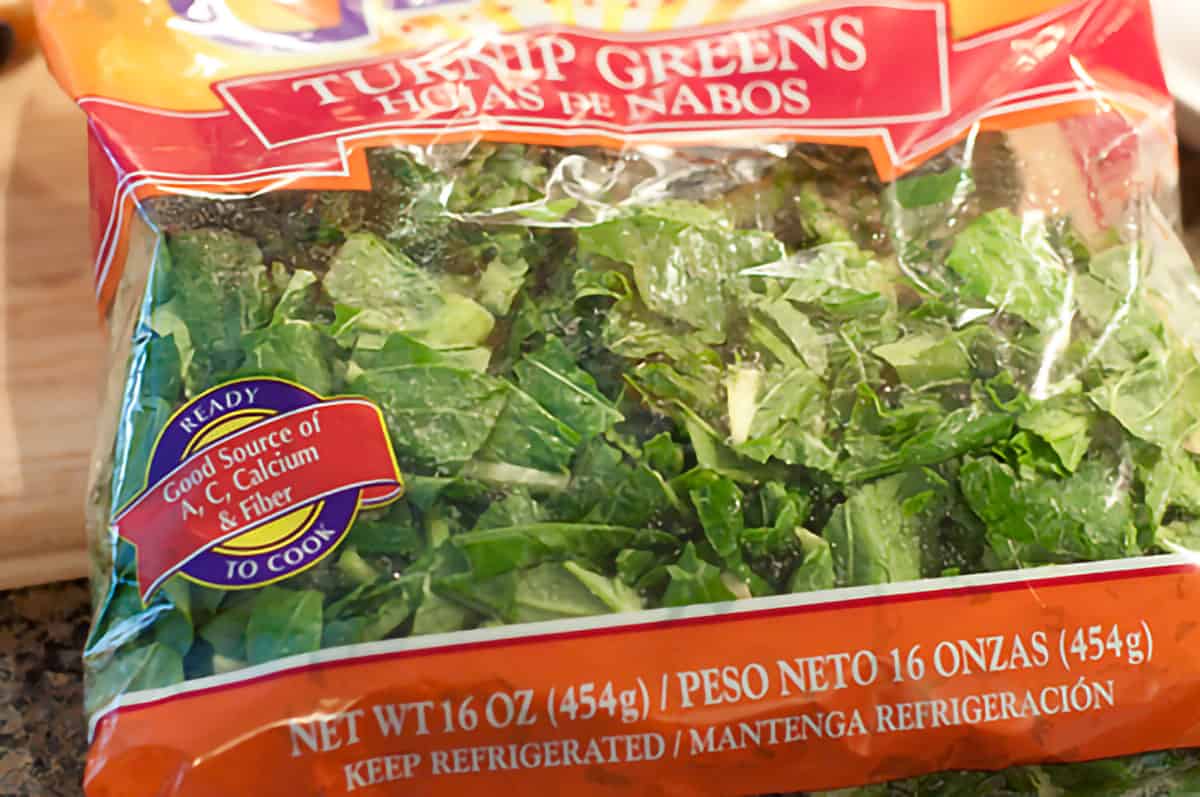 TURNIP GREENS
HOJAS DE NABOS
READY
Good Source of
A, C, Calcium
& Fiber
TO COOK
NET WT 16 OZ (454g) / PESO NETO 16 ONZAS (454g)
KEEP REFRIGERATED / MANTENGA REFRIGERACIÓN